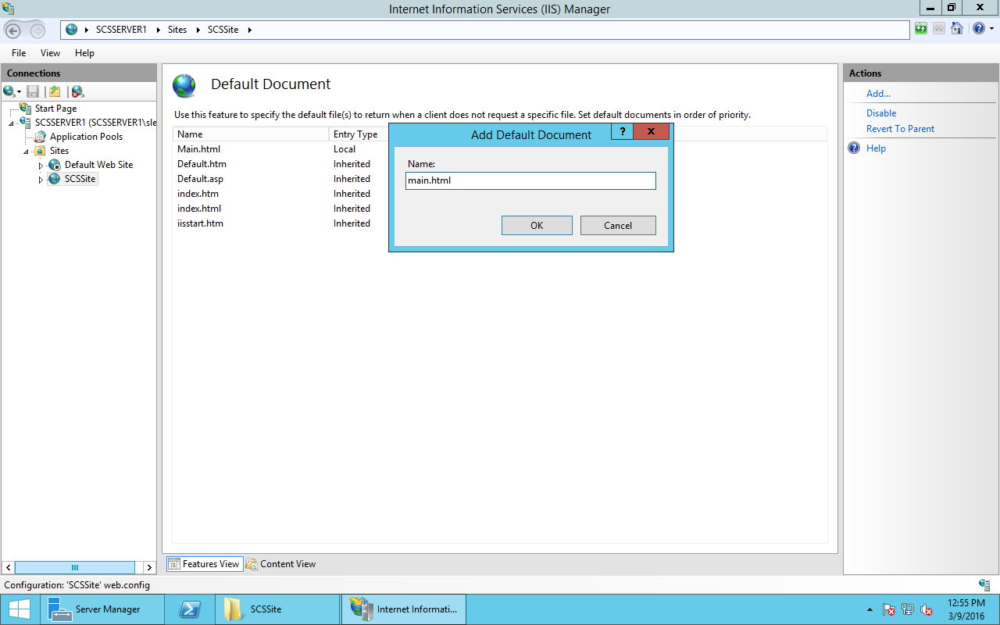 Internet Information Services (IIS) Manager
SCSSERVER1 Sites SCSSite
File View Help
Connections
Start Page
SCSSERVER1 (SCSSERVER1\sle
Application Pools
Sites
Default Web Site
SCSSite
Default Document
Use this feature to specify the default file(s) to return when a client does not request a specific file. Set default documents in order of priority.
Name Entry Type
Main.html Local
Default.htm Inherited
Default.asp Inherited
index.htm Inherited
index.html Inherited
iisstart.htm Inherited
Add Default Document ? x
Name:
main.html
OK Cancel
Features View Content View
Actions
Add...
Disable
Revert To Parent
Help
Configuration: 'SCSSite' web.config
Server Manager SCSSite Internet Informati... 12:55 PM
3/9/2016